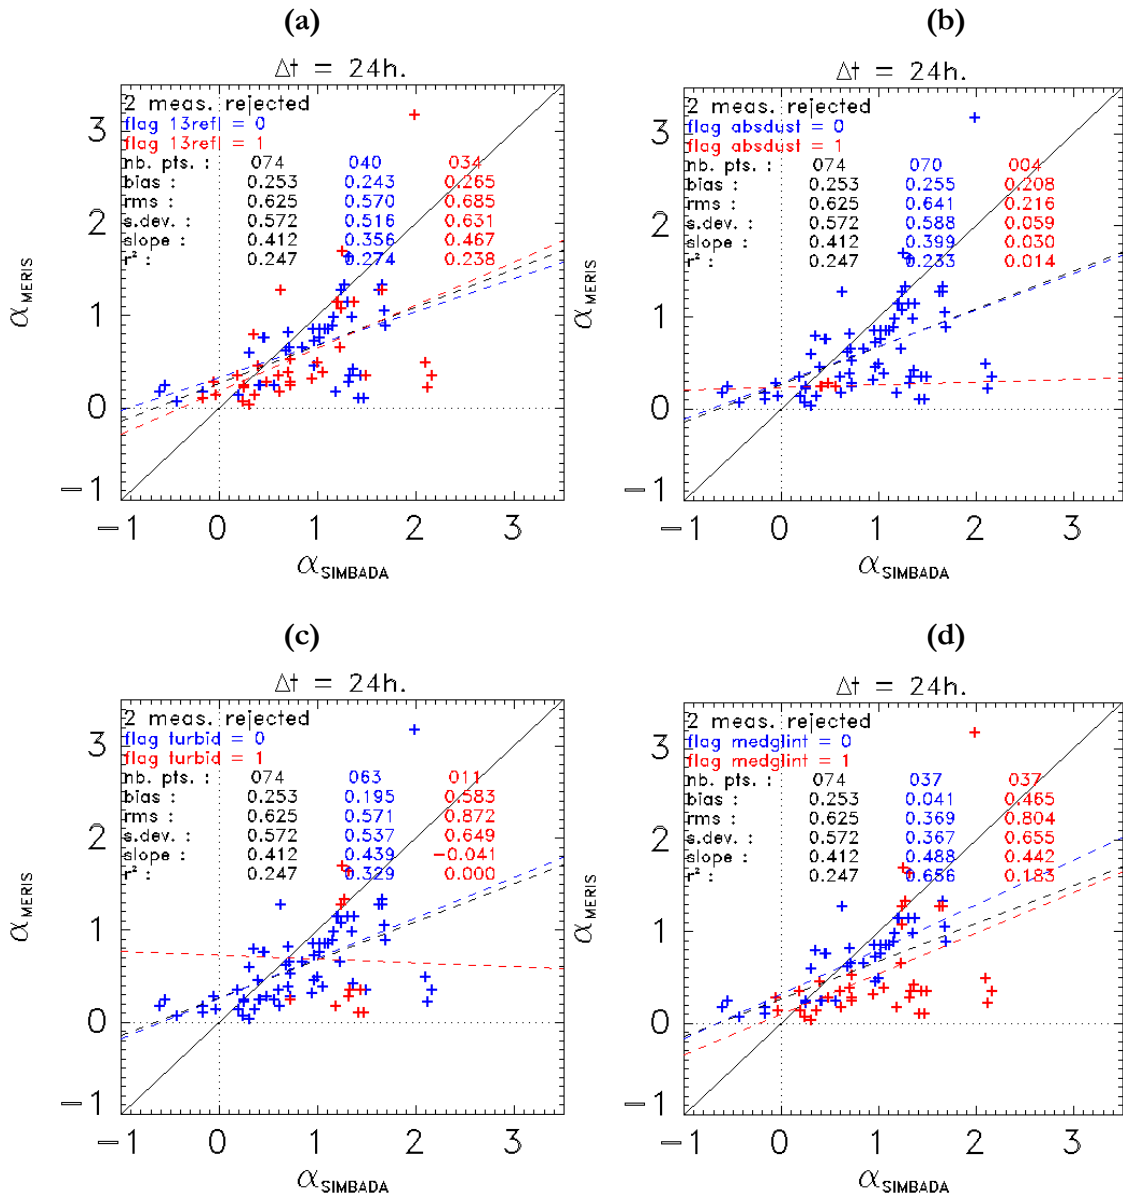 (a)
Δt = 24h.
2 meas. rejected
flag 13refl = 0
flag 13refl = 1
nb. pts. : 074 040 034
bias : 0.253 0.243 0.265
rms : 0.625 0.570 0.685
s.dev. : 0.572 0.516 0.631
slope : 0.412 0.356 0.467
r² : 0.247 0.274 0.238
3
2
1
0
−1
α MERIS
−1 0 1 2 3
α SIMBADA
(b)
Δt = 24h.
2 meas. rejected
flag absdust = 0
flag absdust = 1
nb. pts. : 074 070 004
bias : 0.253 0.255 0.208
rms : 0.625 0.641 0.216
s.dev. : 0.572 0.588 0.059
slope : 0.412 0.399 0.030
r² : 0.247 0.233 0.014
3
2
1
0
−1
α MERIS
−1 0 1 2 3
α SIMBADA
(c)
Δt = 24h.
2 meas. rejected
flag turbid = 0
flag turbid = 1
nb. pts. : 074 063 011
bias : 0.253 0.195 0.583
rms : 0.625 0.571 0.872
s.dev. : 0.572 0.537 0.649
slope : 0.412 0.439 −0.041
r² : 0.247 0.329 0.000
3
2
1
0
−1
α MERIS
−1 0 1 2 3
α SIMBADA
(d)
Δt = 24h.
2 meas. rejected
flag medglint = 0
flag medglint = 1
nb. pts. : 074 037 037
bias : 0.253 0.041 0.465
rms : 0.625 0.369 0.804
s.dev. : 0.572 0.367 0.655
slope : 0.412 0.488 0.442
r² : 0.247 0.656 0.183
3
2
1
0
−1
α MERIS
−1 0 1 2 3
α SIMBADA